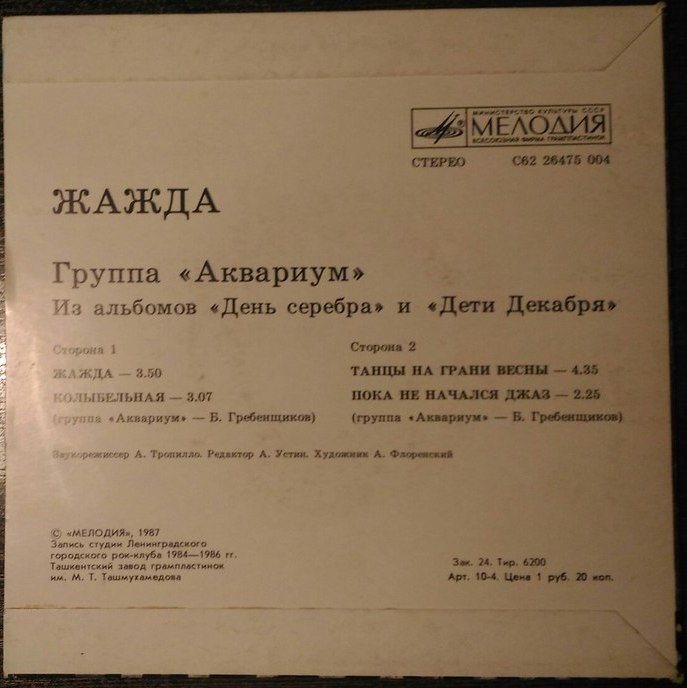 МИНИСТЕРСТВО КУЛЬТУРЫ СССР
МЕЛОДИЯ
ВСЕСОЮЗНАЯ ФИРМА ГРАМПЛАСТИНОК
СТЕРЕО С62 26475 004
ЖАЖДА
Группа «Аквариум»
Из альбомов «День серебра» и «Дети Декабря»
Сторона 1
ЖАЖДА — 3.50
КОЛЫБЕЛЬНАЯ — 3.07
(группа «Аквариум» — Б. Гребенщиков)
Сторона 2
ТАНЦЫ НА ГРАНИ ВЕСНЫ — 4.35
ПОКА НЕ НАЧАЛСЯ ДЖАЗ — 2.25
(группа «Аквариум» — Б. Гребенщиков)
Звукорежиссер А. Тропилло. Редактор А. Устин. Художник А. Флоренский
© «МЕЛОДИЯ», 1987
Запись студии Ленинградского
городского рок-клуба 1984—1986 гг.
Ташкентский завод грампластинок
им. М. Т. Ташмухамедова
Зак. 24. Тир. 6200
Арт. 10-4. Цена 1 руб. 20 коп.